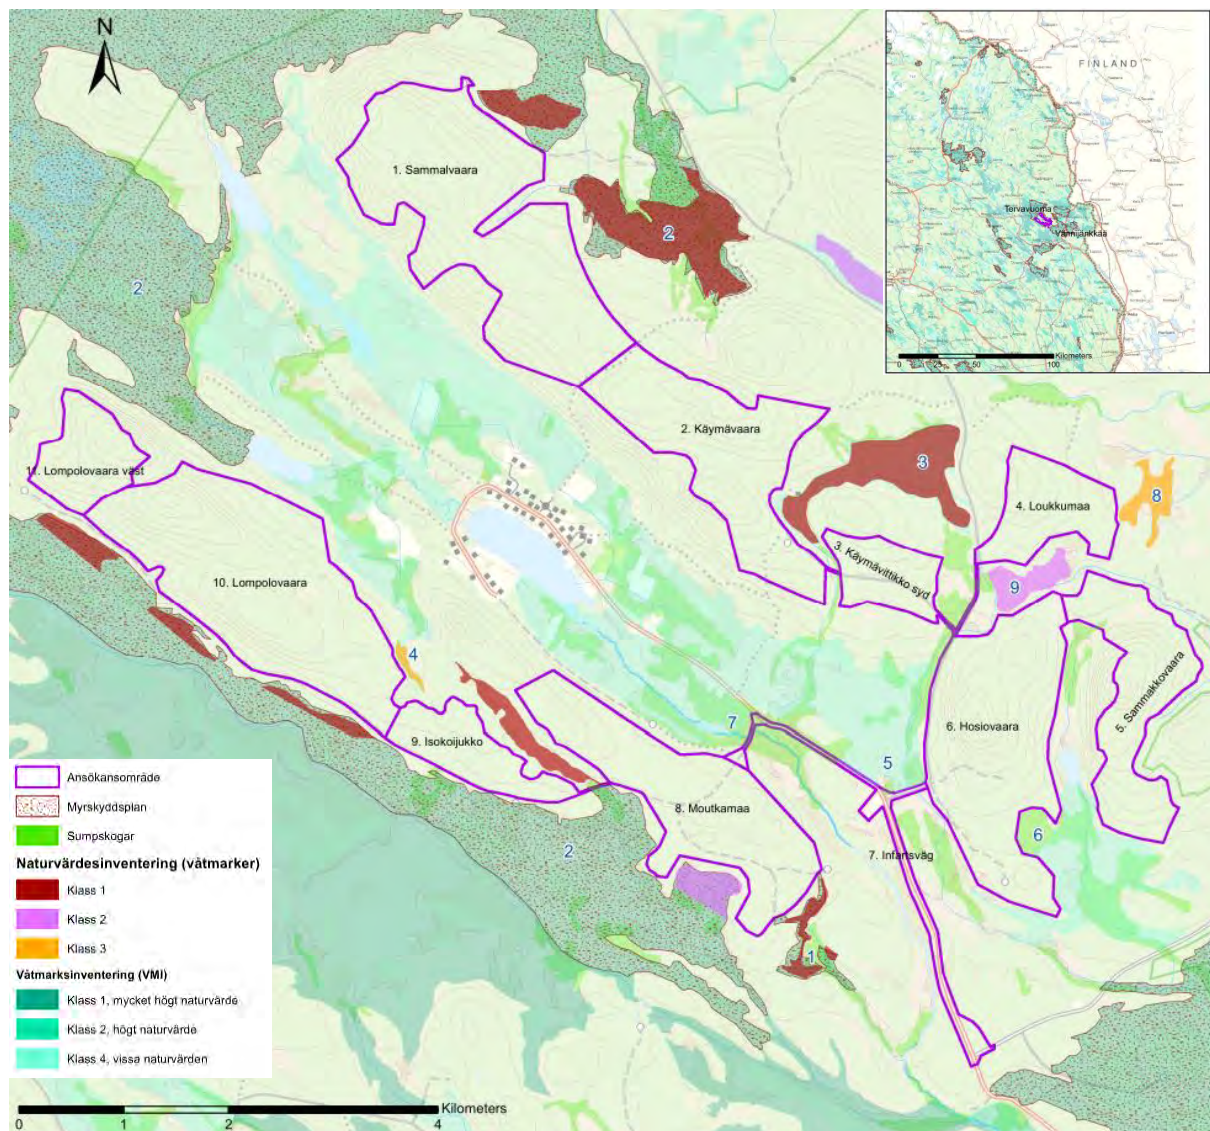 N
FINLAND
Tervavuoma
Vännijänkkää
Kilometers
0 25 50 100
1. Sammalvaara
2
2
2. Käymävaara
3
11. Lompolovaara väst
4. Loukkumaa
8
3. Käymävittikko syd
10. Lompolovaara
9
4
5. Sammakkovaara
7
6. Hosiovaara
9. Isokoijukko
5
8. Moutkamaa
6
2
7. Infartsväg
1
Ansökansområde
Myrskyddsplan
Sumpskogar
Naturvärdesinventering (våtmarker)
Klass 1
Klass 2
Klass 3
Våtmarksinventering (VMI)
Klass 1, mycket högt naturvärde
Klass 2, högt naturvärde
Klass 4, vissa naturvärden
Kilometers
0 1 2 4